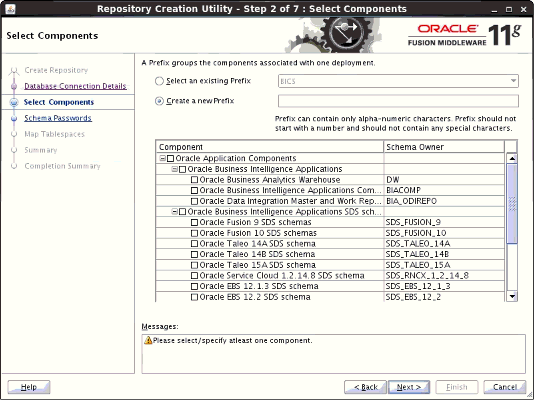 Repository Creation Utility - Step 2 of 7 : Select Components
Select Components
ORACLE
FUSION MIDDLEWARE 11g
Create Repository
Database Connection Details
Select Components
Schema Passwords
Map Tablespaces
Summary
Completion Summary
A Prefix groups the components associated with one deployment.
Select an existing Prefix BICS
Create a new Prefix
Prefix can contain only alpha-numeric characters. Prefix should not
start with a number and should not contain any special characters.
Component Schema Owner
Oracle Application Components
Oracle Business Intelligence Applications
Oracle Business Analytics Warehouse DW
Oracle Business Intelligence Applications Com... BIACOMP
Oracle Data Integration Master and Work Rep... BIA_ODIREPO
Oracle Business Intelligence Applications SDS sch...
Oracle Fusion 9 SDS schemas SDS_FUSION_9
Oracle Fusion 10 SDS schemas SDS_FUSION_10
Oracle Taleo 14A SDS schema SDS_TALEO_14A
Oracle Taleo 14B SDS schema SDS_TALEO_14B
Oracle Taleo 15A SDS schema SDS_TALEO_15A
Oracle Service Cloud 1.2.14.8 SDS schema SDS_RNCX_1_2_14_8
Oracle EBS 12.1.3 SDS schema SDS_EBS_12_1_3
Oracle EBS 12.2 SDS schema SDS_EBS_12_2
Messages:
Please select/specify atleast one component.
Help
< Back
Next >
Finish
Cancel